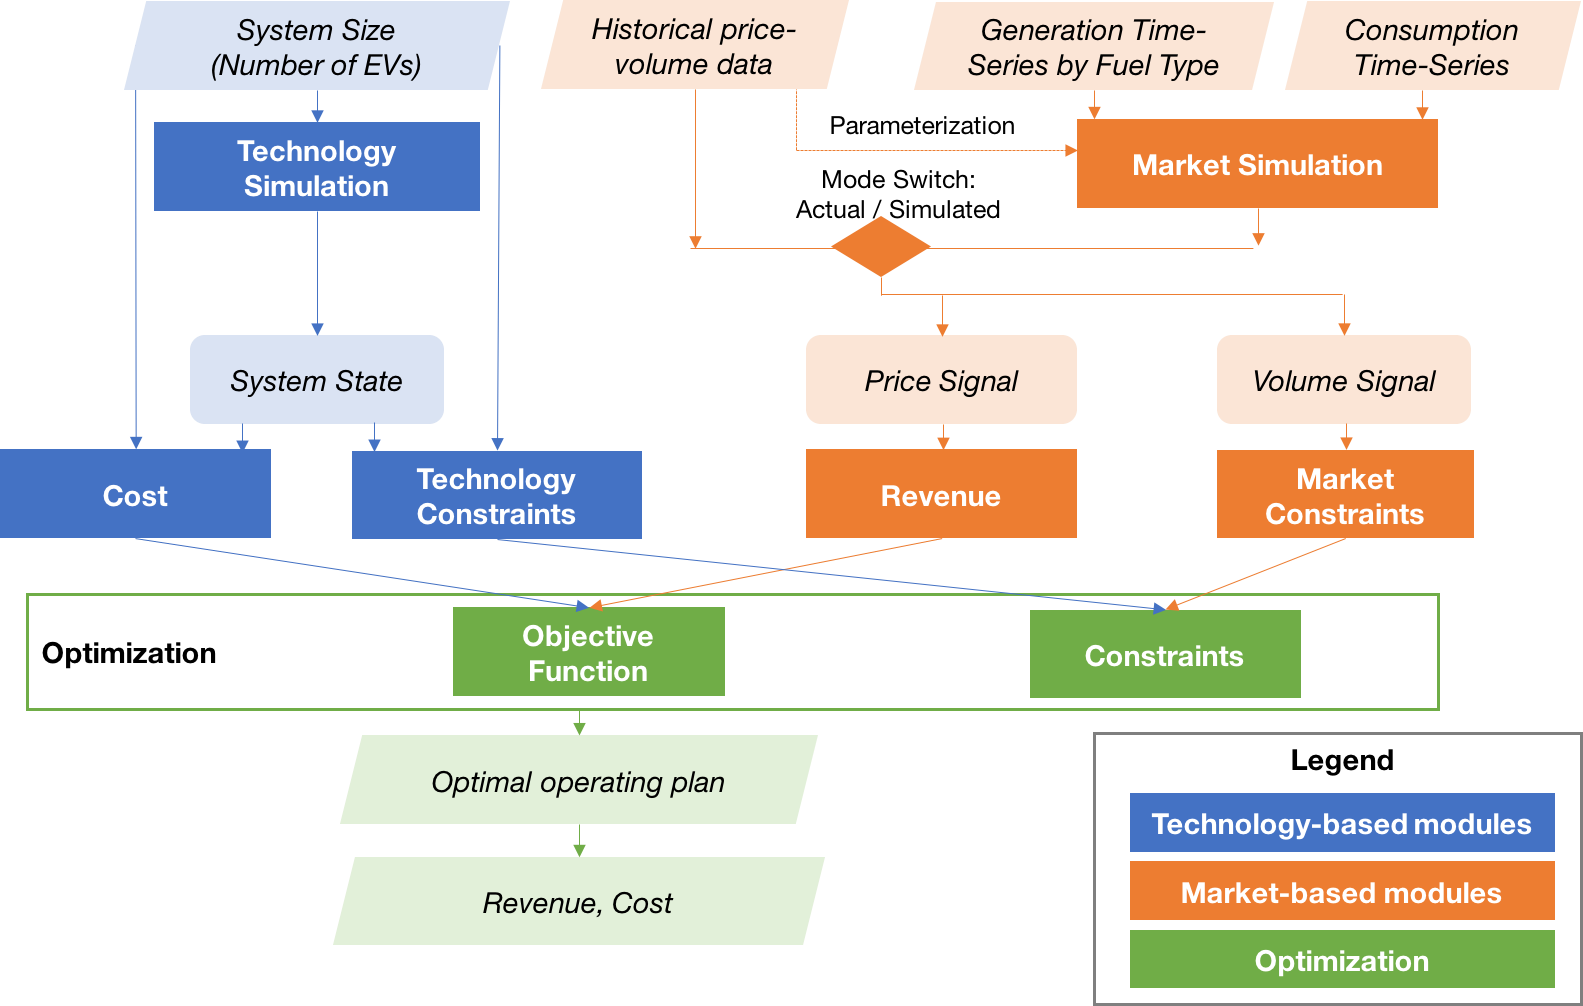 System Size
(Number of EVs)
Historical price-
volume data
Generation Time-
Series by Fuel Type
Consumption
Time-Series
Parameterization
Technology
Simulation
Market Simulation
Mode Switch:
Actual / Simulated
System State
Price Signal
Volume Signal
Cost
Technology
Constraints
Revenue
Market
Constraints
Optimization
Objective
Function
Constraints
Optimal operating plan
Revenue, Cost
Legend
Technology-based modules
Market-based modules
Optimization